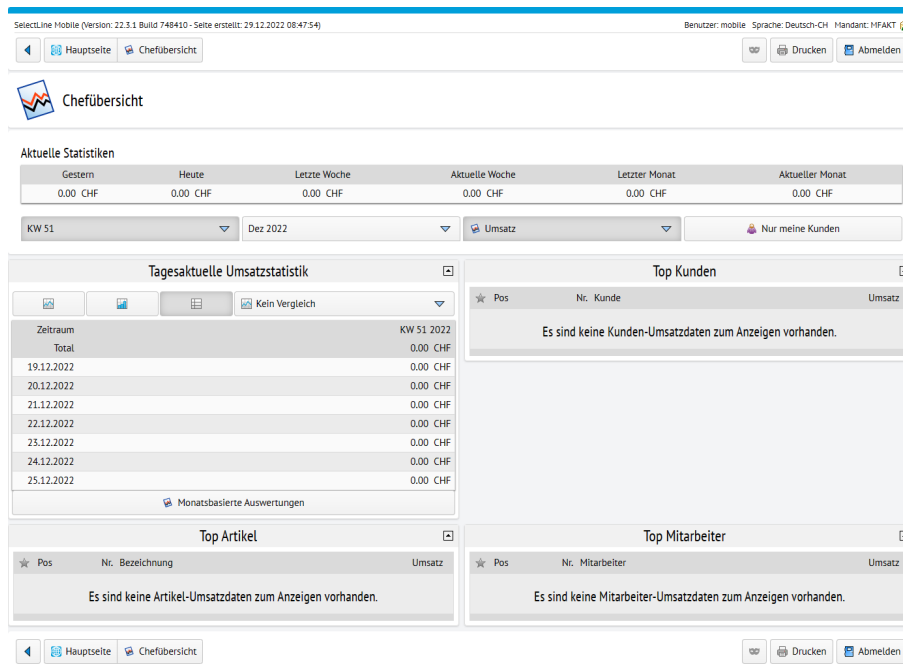 SelectLine Mobile (Version: 22.3.1 Build 748410 - Seite erstellt: 29.12.2022 08:47:54) Benutzer: mobile Sprache: Deutsch-CH Mandant: MFAKT
Hauptseite Chefübersicht Drucken Abmelden
Chefübersicht
Aktuelle Statistiken
Gestern Heute Letzte Woche Aktuelle Woche Letzter Monat Aktueller Monat
0.00 CHF 0.00 CHF 0.00 CHF 0.00 CHF 0.00 CHF 0.00 CHF
KW 51 Dez 2022 Umsatz Nur meine Kunden
Tagesaktuelle Umsatzstatistik
Kein Vergleich
Zeitraum KW 51 2022
Total 0.00 CHF
19.12.2022 0.00 CHF
20.12.2022 0.00 CHF
21.12.2022 0.00 CHF
22.12.2022 0.00 CHF
23.12.2022 0.00 CHF
24.12.2022 0.00 CHF
25.12.2022 0.00 CHF
Monatsbasierte Auswertungen
Top Kunden
Pos Nr. Kunde Umsatz
Es sind keine Kunden-Umsatzdaten zum Anzeigen vorhanden.
Top Artikel
Pos Nr. Bezeichnung Umsatz
Es sind keine Artikel-Umsatzdaten zum Anzeigen vorhanden.
Top Mitarbeiter
Pos Nr. Mitarbeiter Umsatz
Es sind keine Mitarbeiter-Umsatzdaten zum Anzeigen vorhanden.
Hauptseite Chefübersicht Drucken Abmelden